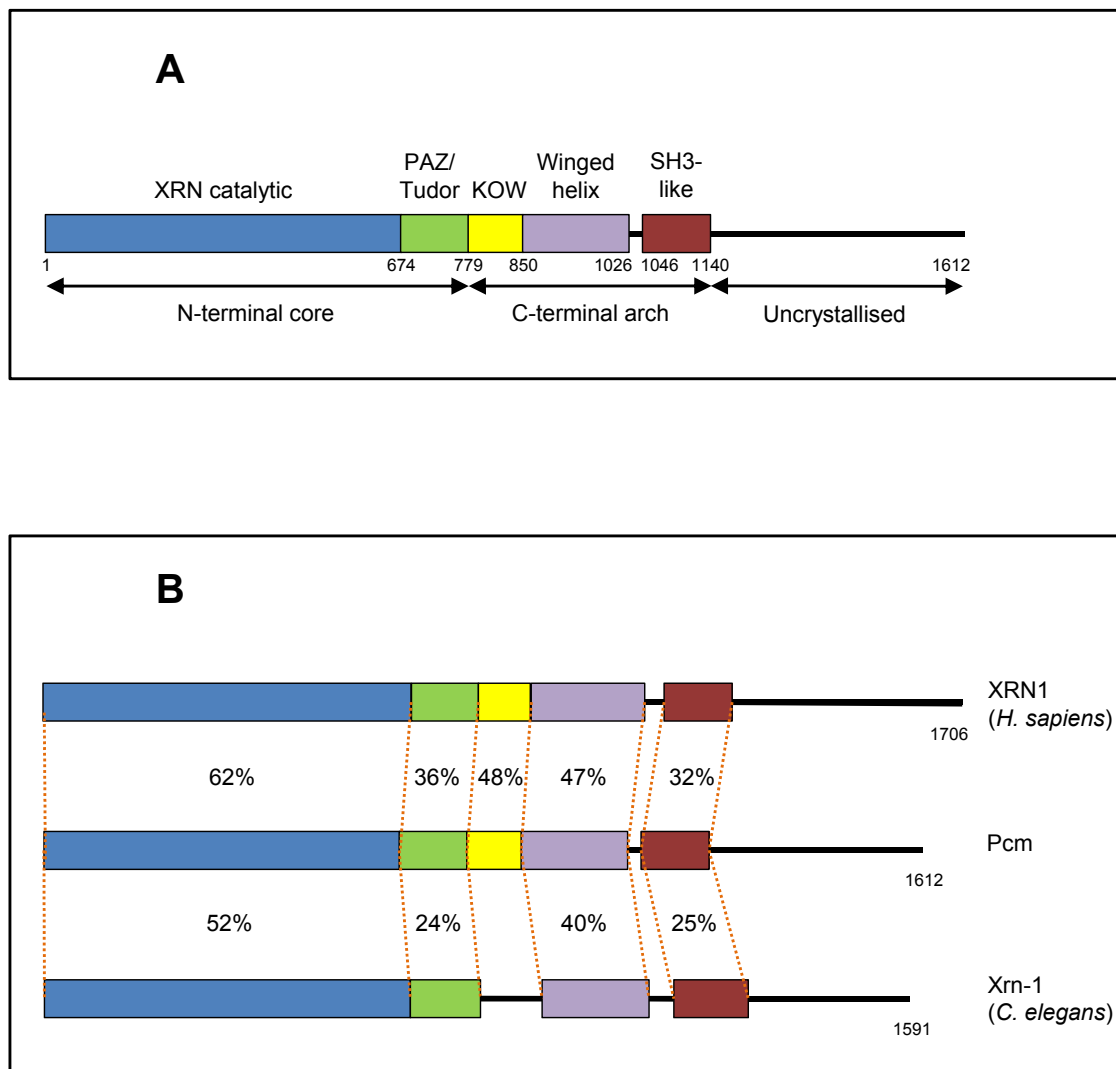 A
PAZ/ Winged SH3-
XRN catalytic Tudor KOW helix like
1 674 779 850 1026 1046 1140 1612
N-terminal core C-terminal arch Uncrystallised
B
XRN1
(H. sapiens)
1706
62% 36% 48% 47% 32%
Pcm
1612
52% 24% 40% 25%
Xrn-1
(C. elegans)
1591